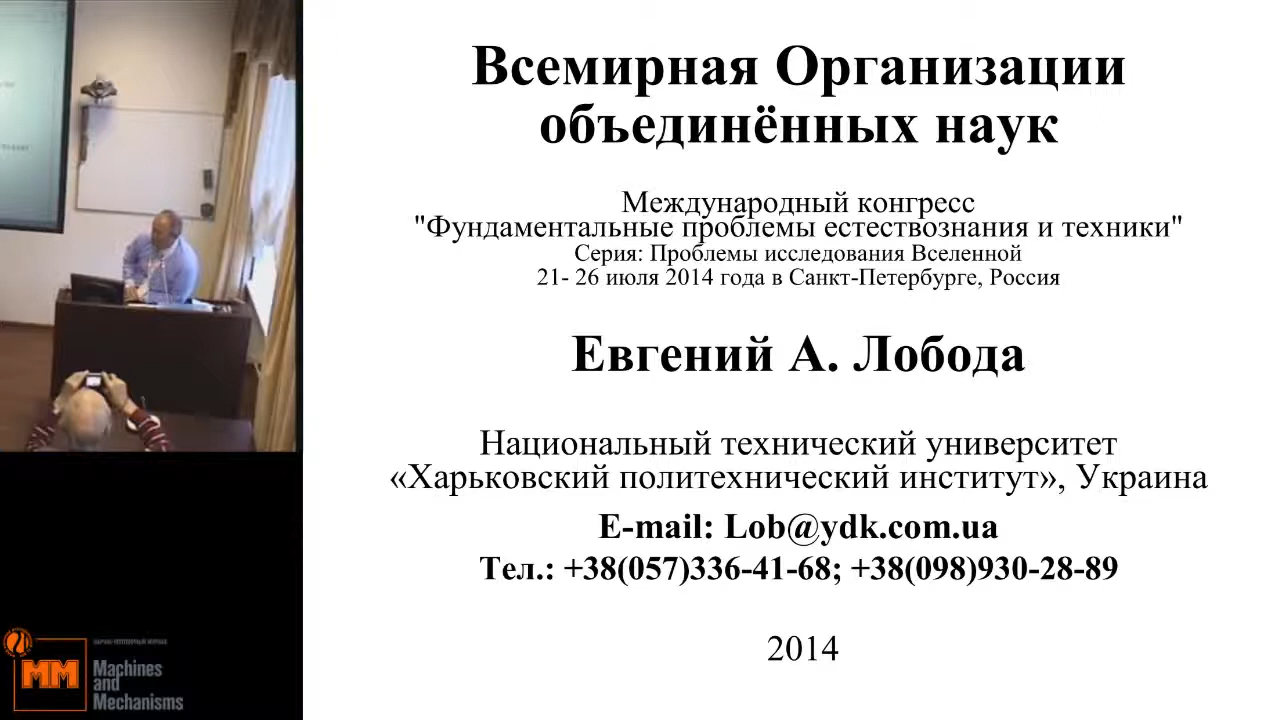 Всемирная Организации
объединённых наук
Международный конгресс
"Фундаментальные проблемы естествознания и техники"
Серия: Проблемы исследования Вселенной
21- 26 июля 2014 года в Санкт-Петербурге, Россия
Евгений А. Лобода
Национальный технический университет
«Харьковский политехнический институт», Украина
E-mail: Lob@ydk.com.ua
Тел.: +38(057)336-41-68; +38(098)930-28-89
2014
ММ
Machines
and
Mechanisms